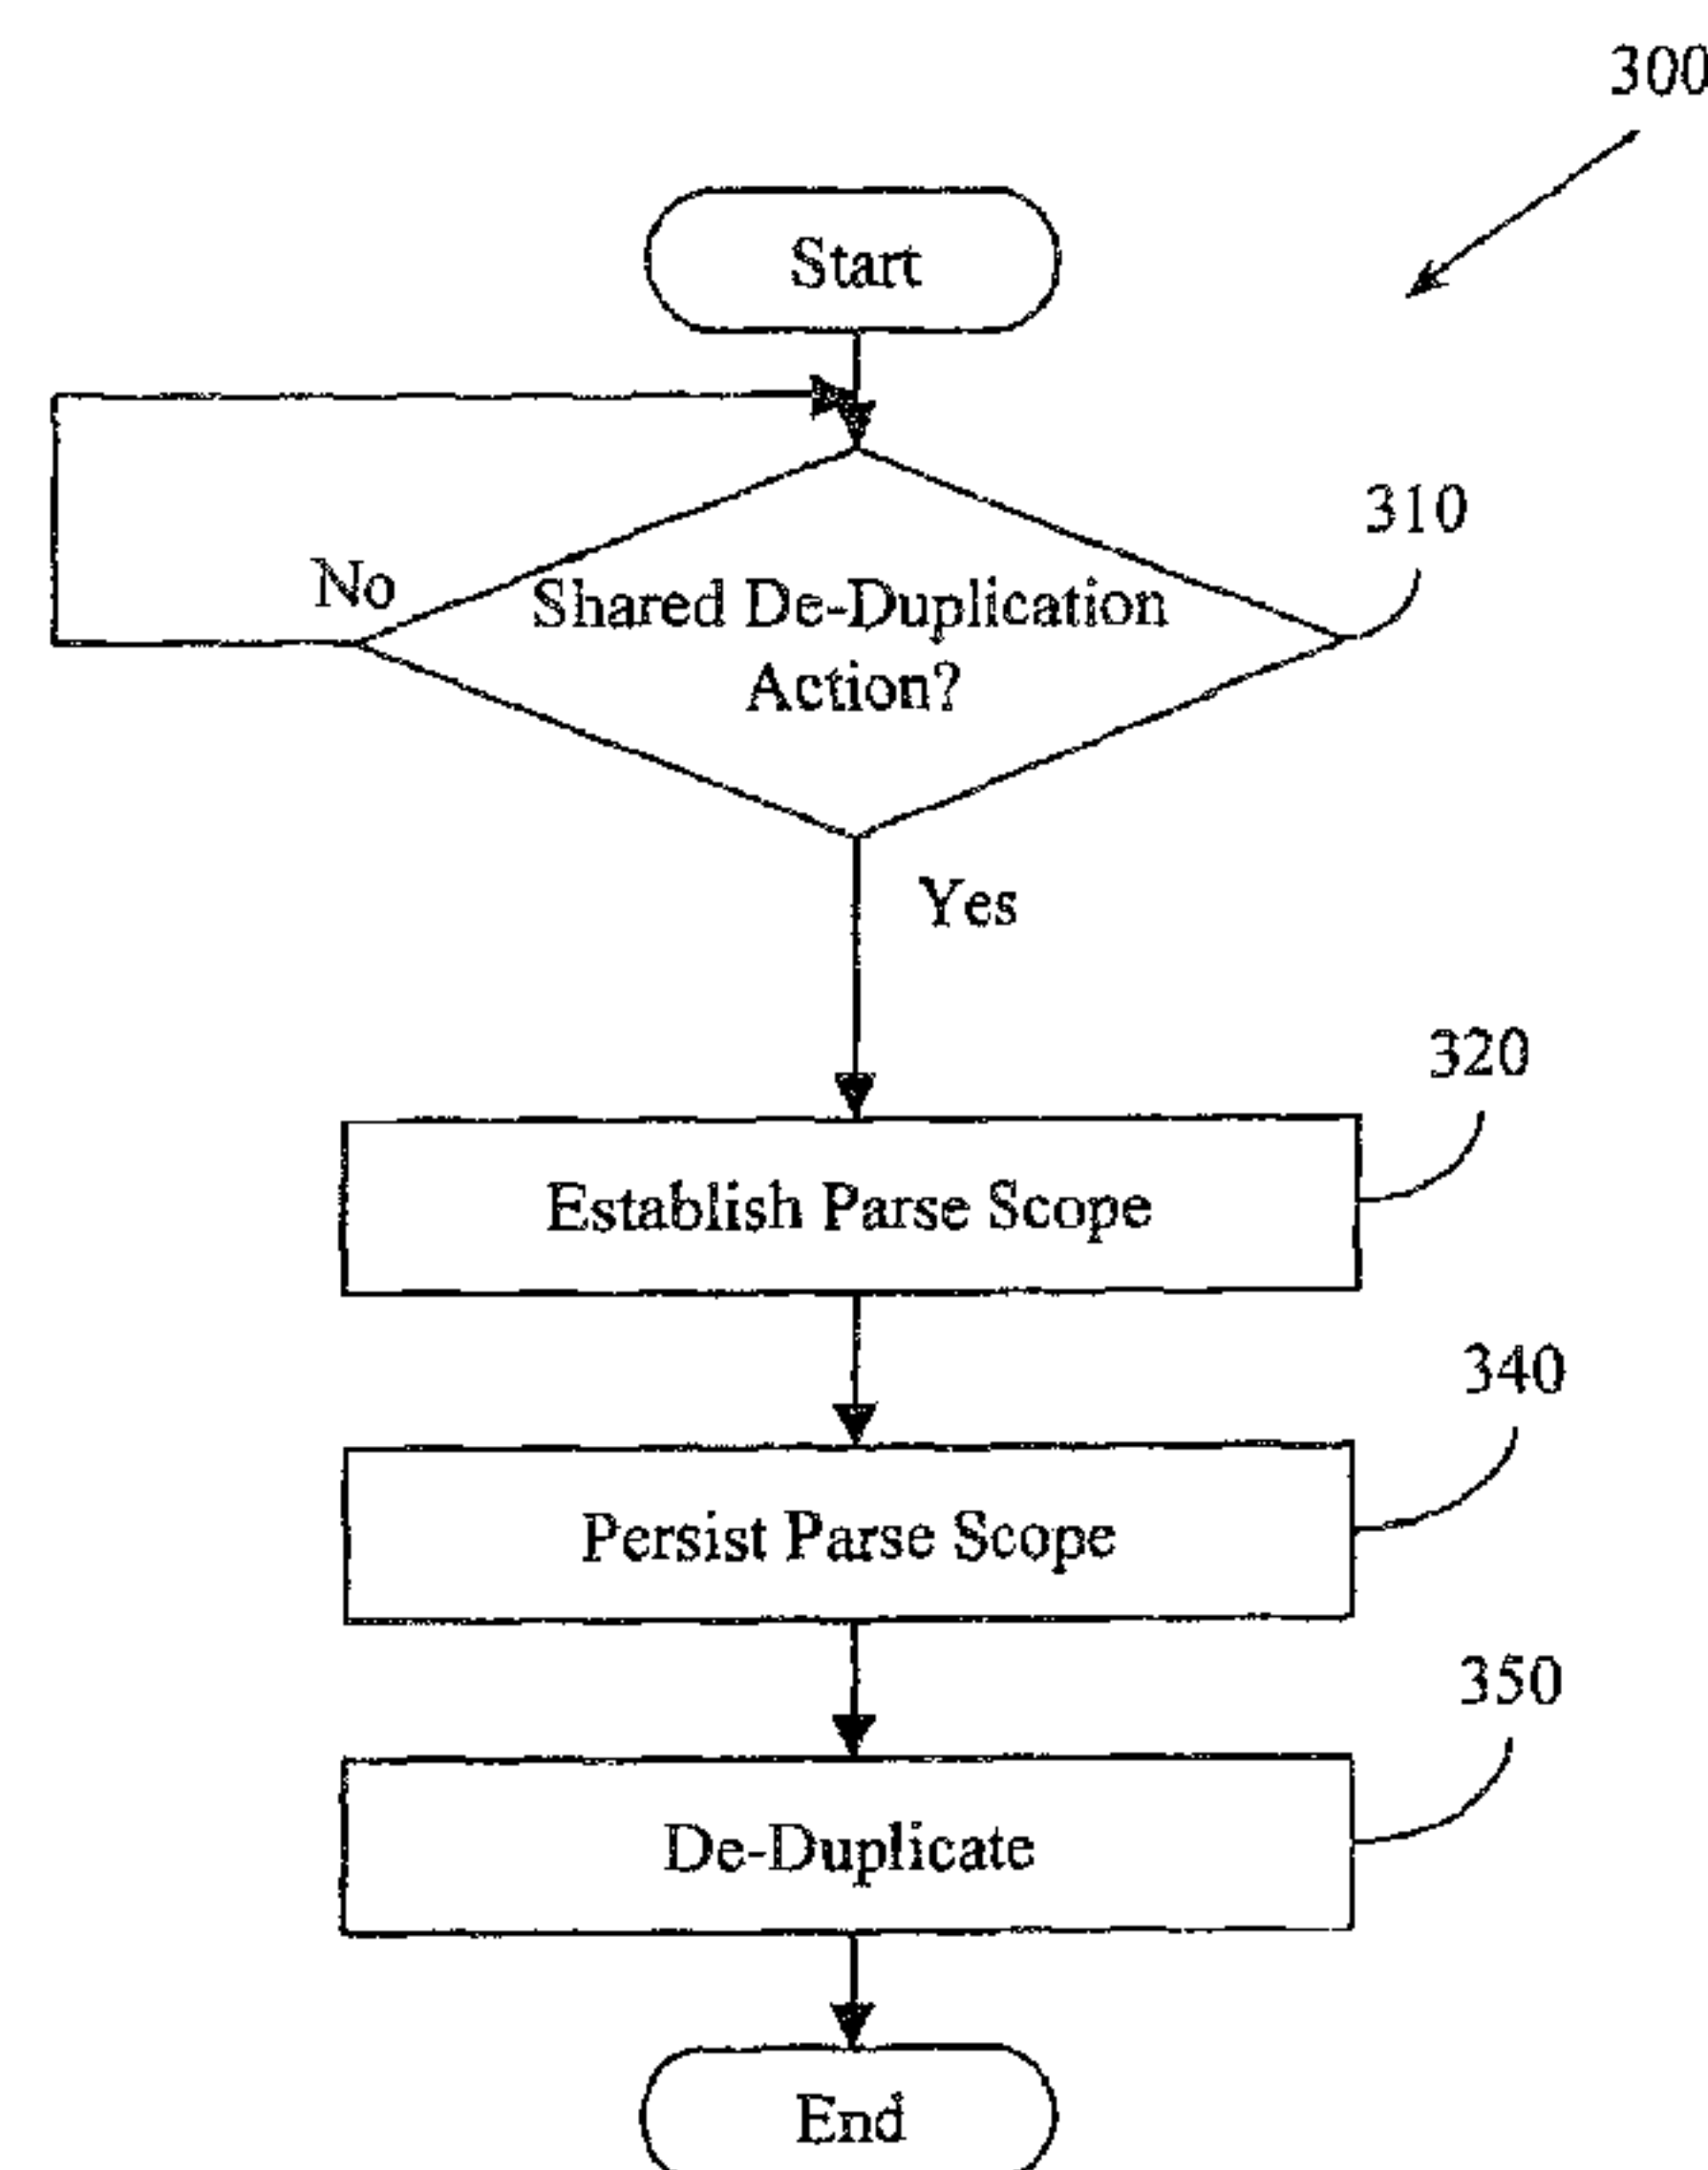 300
Start
310
No
Shared De-Duplication
Action?
Yes
320
Establish Parse Scope
340
Persist Parse Scope
350
De-Duplicate
End